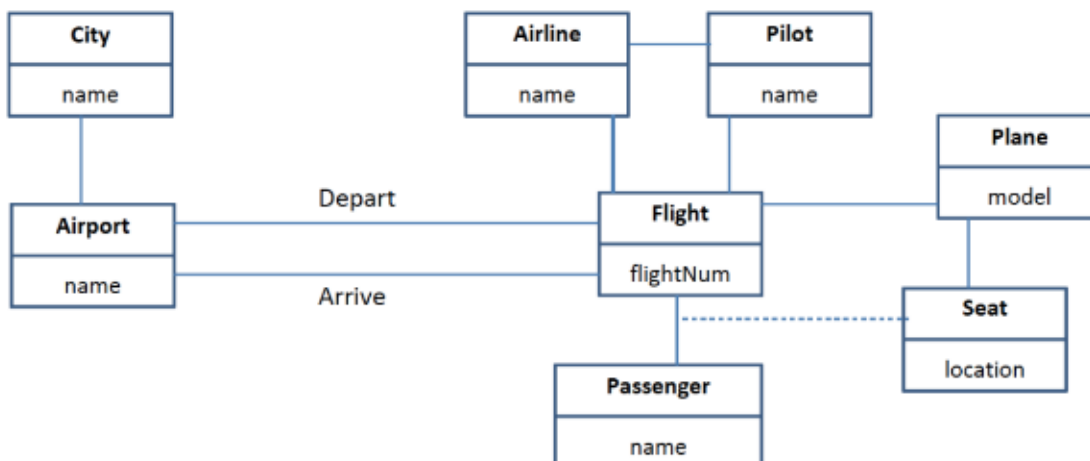 City
name
Airline
name
Pilot
name
Plane
model
Airport
name
Depart
Arrive
Flight
flightNum
Seat
location
Passenger
name